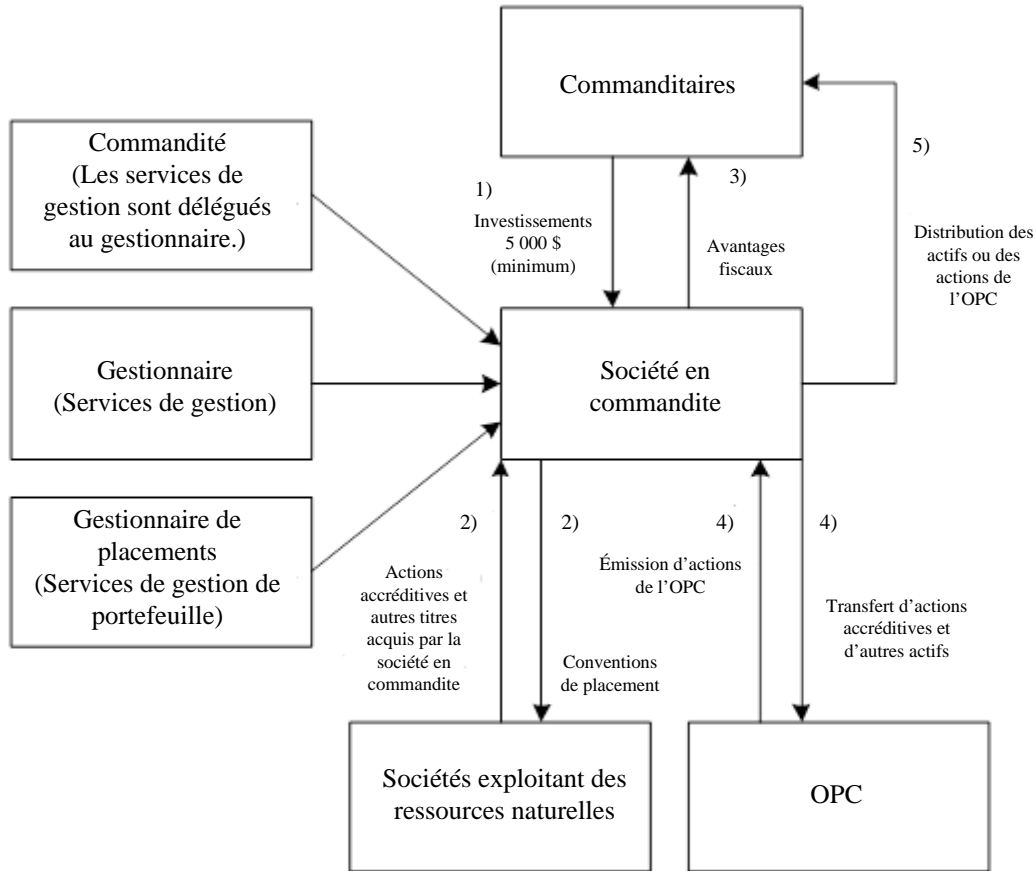 Commanditaires
Commandité
(Les services de
gestion sont délégués
au gestionnaire.)
1)
Investissements
5 000 $
(minimum)
3)
Avantages
fiscaux
5)
Distribution des
actifs ou des
actions de
l’OPC
Gestionnaire
(Services de gestion)
Société en
commandite
Gestionnaire de
placements
(Services de gestion de
portefeuille)
2)
Actions
accréditives et
autres titres
acquis par la
société en
commandite
2)
Conventions
de placement
4)
Émission d’actions
de l’OPC
4)
Transfert d’actions
accréditives et
d’autres actifs
Sociétés exploitant des
ressources naturelles
OPC